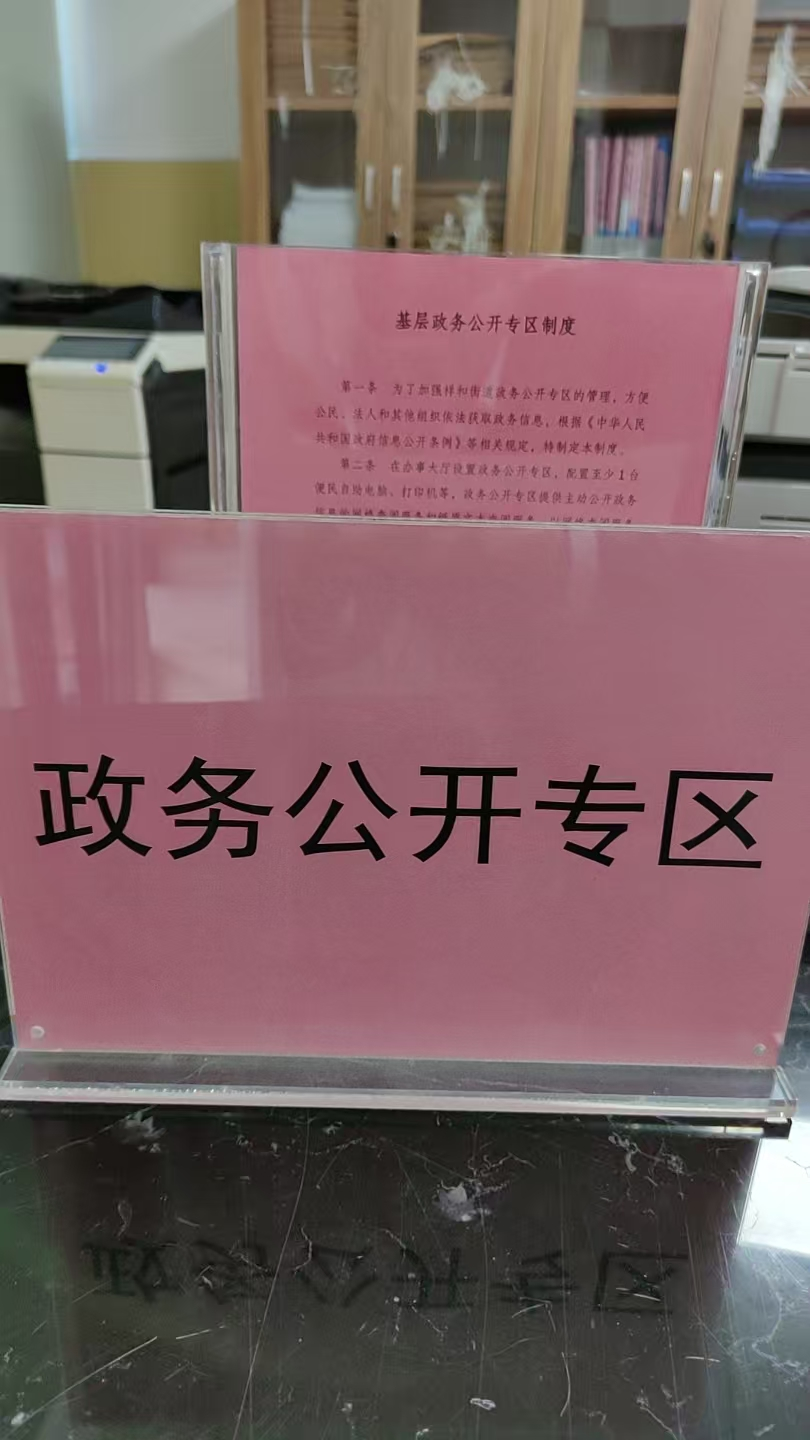 基层政务公开专区制度
第一条 为了加强祥和街道政务公开专区的管理，方便
公民、法人和其他组织依法获取政务信息，根据《中华人民
共和国政府信息公开条例》等相关规定，特制定本制度。
第二条 在办事大厅设置政务公开专区，配置至少1台
便民自助电脑、打印机等，政务公开专区提供主动公开政务
政务公开专区